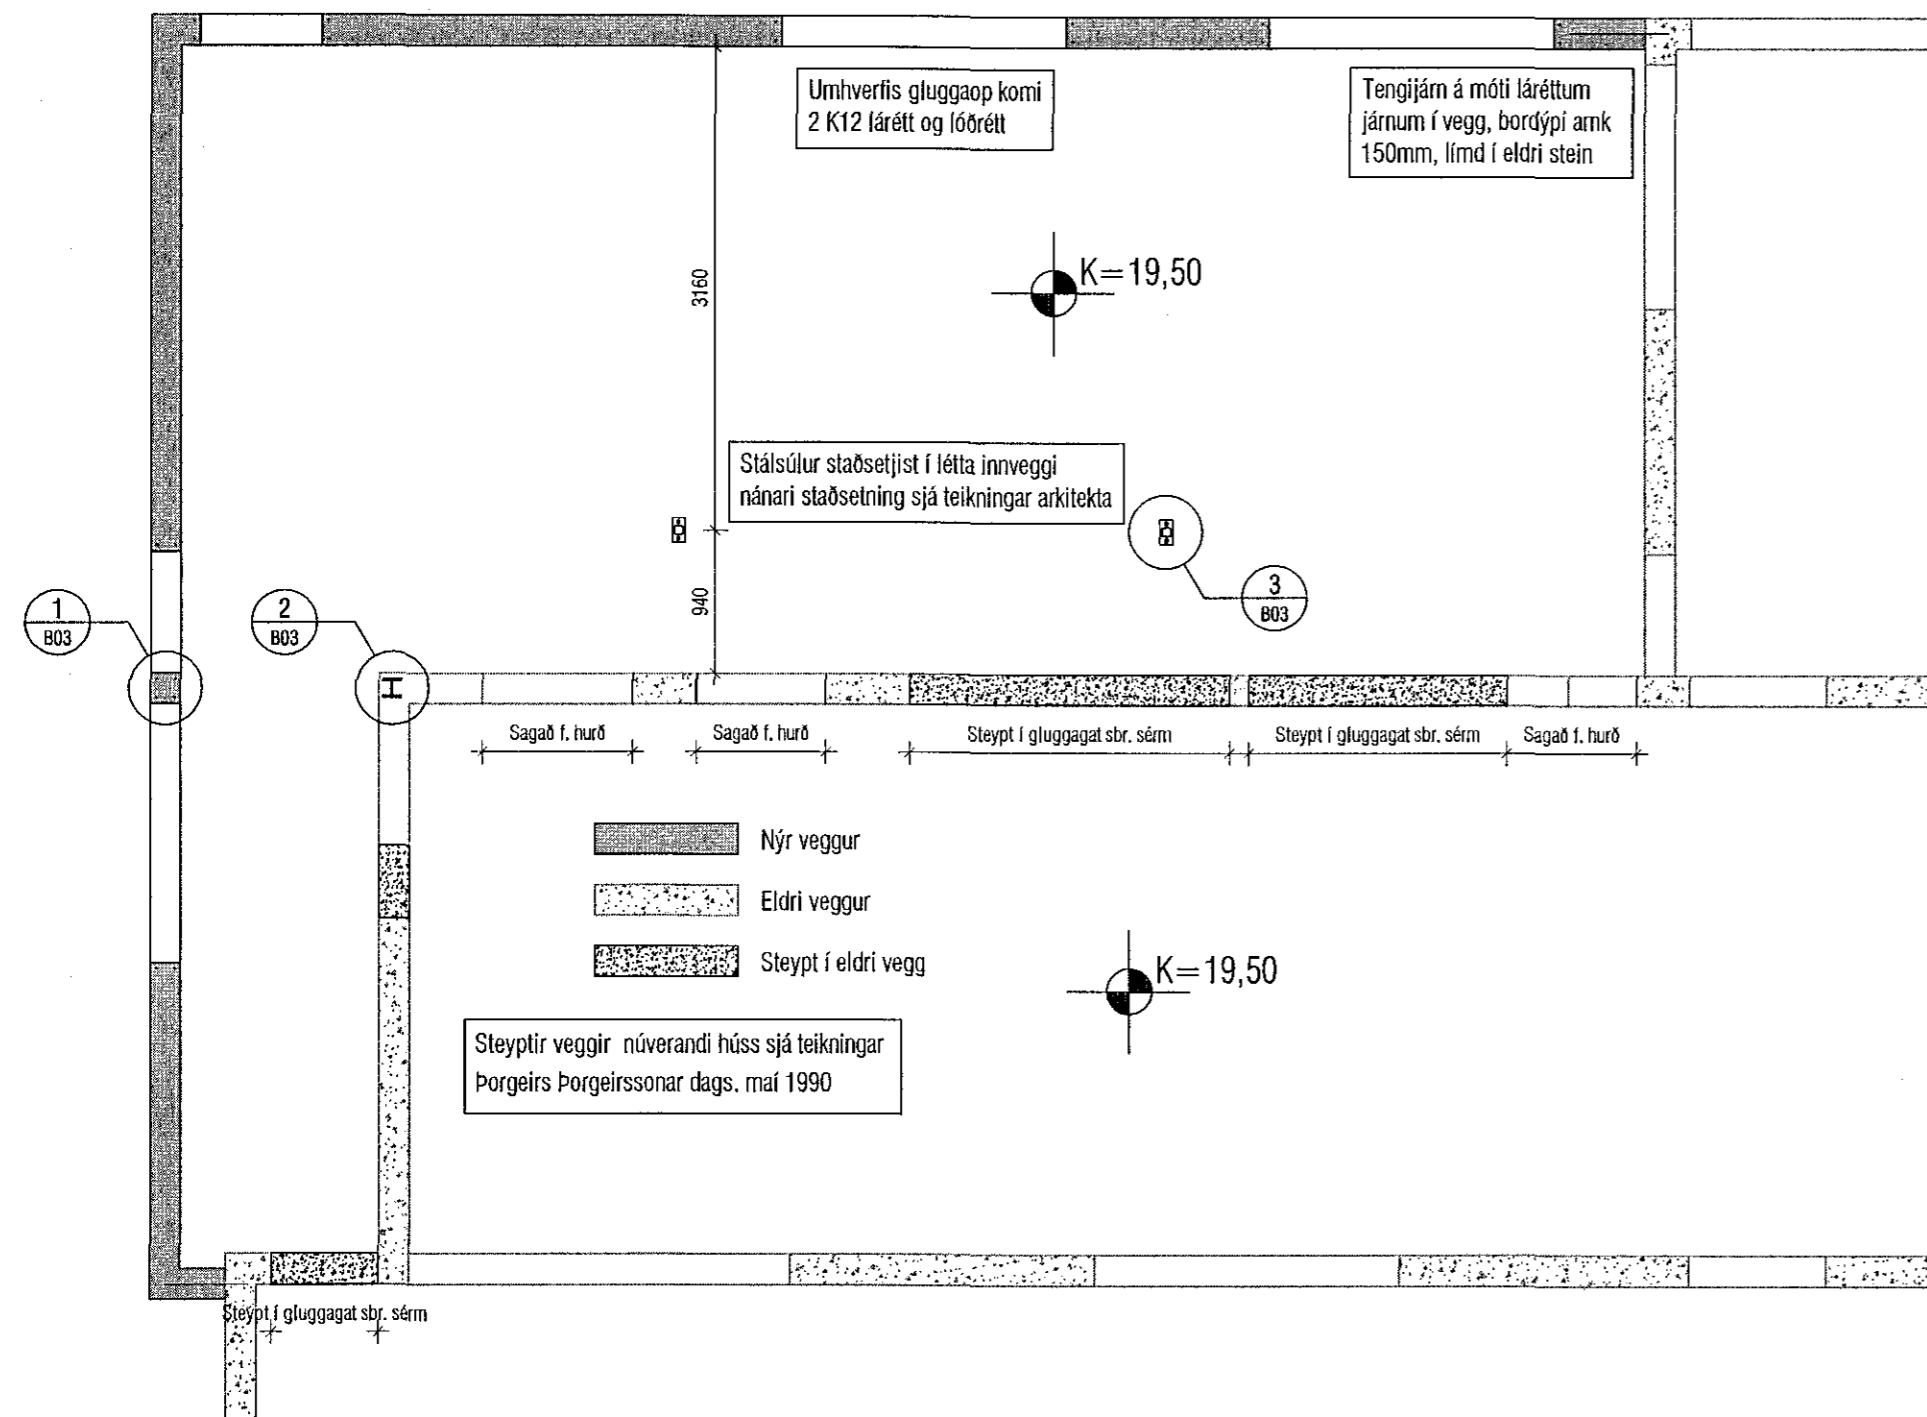 Umhverfis gluggaop komi
2 K12 lárétt og lóðrétt
Tengijárn á móti láréttum
járnum í vegg, bordýpi amk
150mm, límd í eldri stein
K=19,50
3160
Stálsúlur staðsetjist í létta innveggi
nánari staðsetning sjá teikningar arkitekta
940
1
B03
2
B03
3
B03
Sagað f. hurð
Sagað f. hurð
Steypt í gluggagat sbr. sérm
Steypt í gluggagat sbr. sérm
Sagað f. hurð
Nýr veggur
Eldri veggur
Steypt í eldri vegg
K=19,50
Steyptir veggir núverandi húss sjá teikningar
Þorgeirs Þorgeirssonar dags. maí 1990
Steypt í gluggagat sbr. sérm